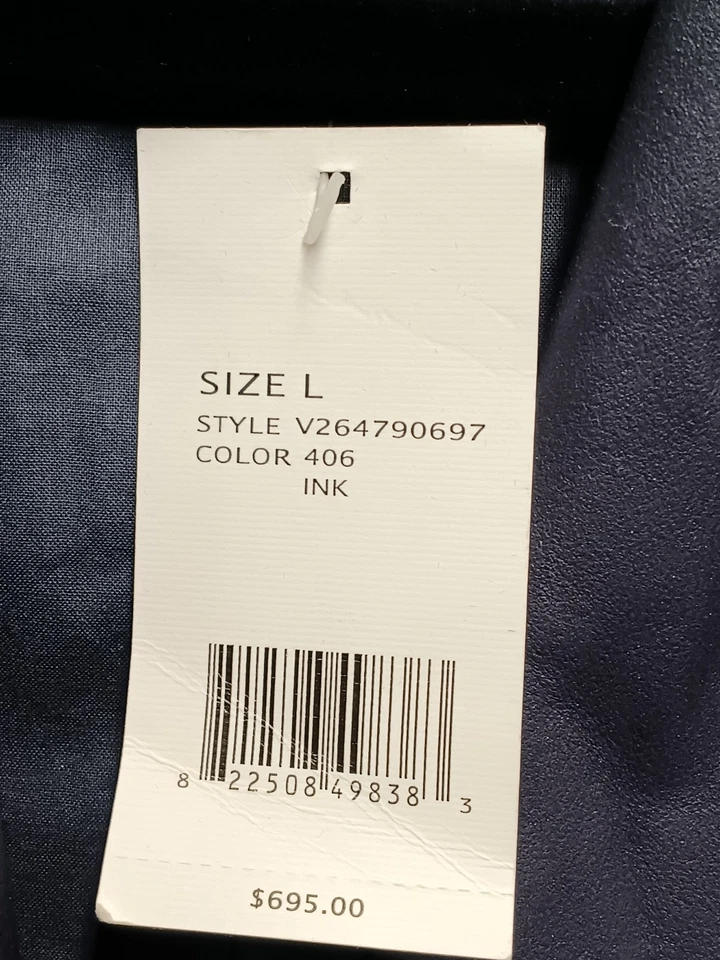 SIZE L
STYLE V264790697
COLOR 406
INK
8 22508 49838 3
$695.00